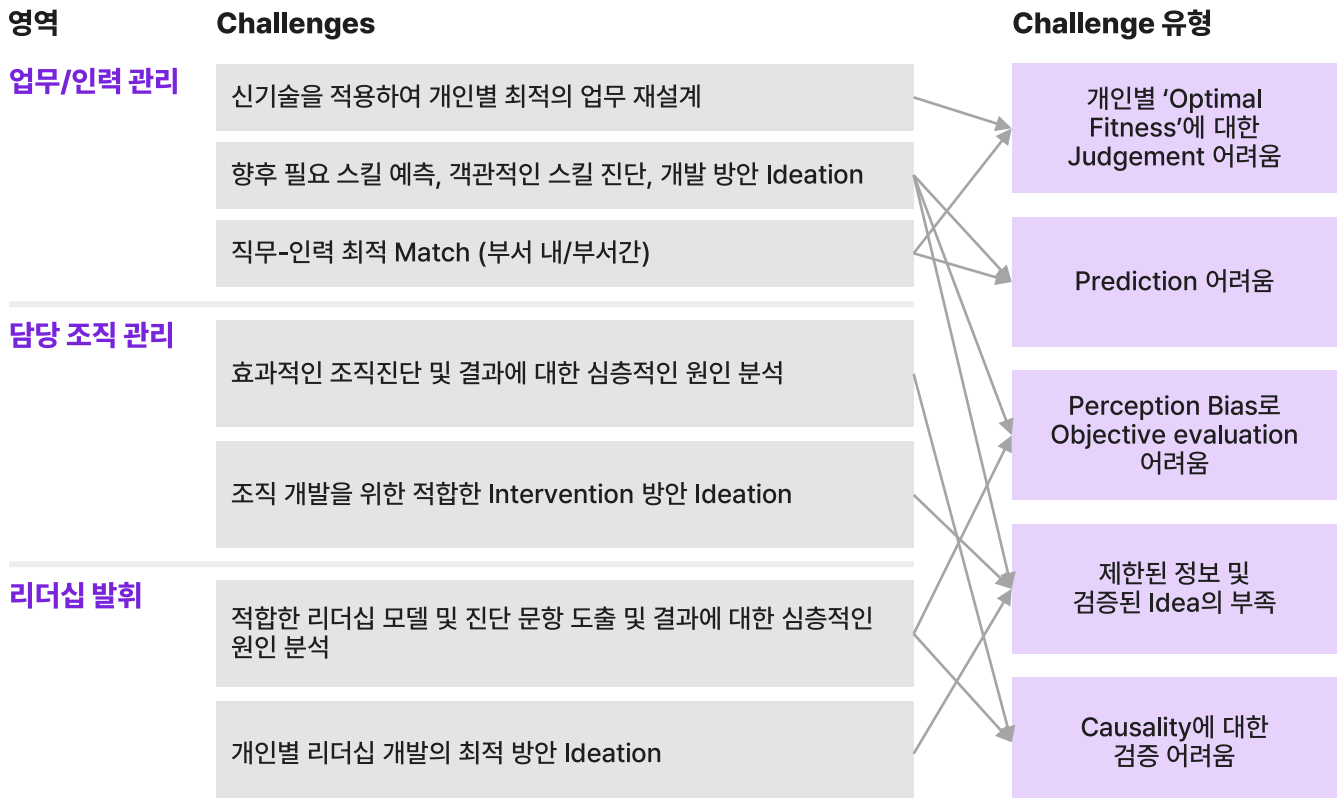 영역
Challenges
Challenge 유형
업무/인력 관리
신기술을 적용하여 개인별 최적의 업무 재설계
향후 필요 스킬 예측, 객관적인 스킬 진단, 개발 방안 Ideation
직무-인력 최적 Match (부서 내/부서간)
담당 조직 관리
효과적인 조직진단 및 결과에 대한 심층적인 원인 분석
조직 개발을 위한 적합한 Intervention 방안 Ideation
리더십 발휘
적합한 리더십 모델 및 진단 문항 도출 및 결과에 대한 심층적인
원인 분석
개인별 리더십 개발의 최적 방안 Ideation
개인별 ‘Optimal
Fitness’에 대한
Judgement 어려움
Prediction 어려움
Perception Bias로
Objective evaluation
어려움
제한된 정보 및
검증된 Idea의 부족
Causality에 대한
검증 어려움